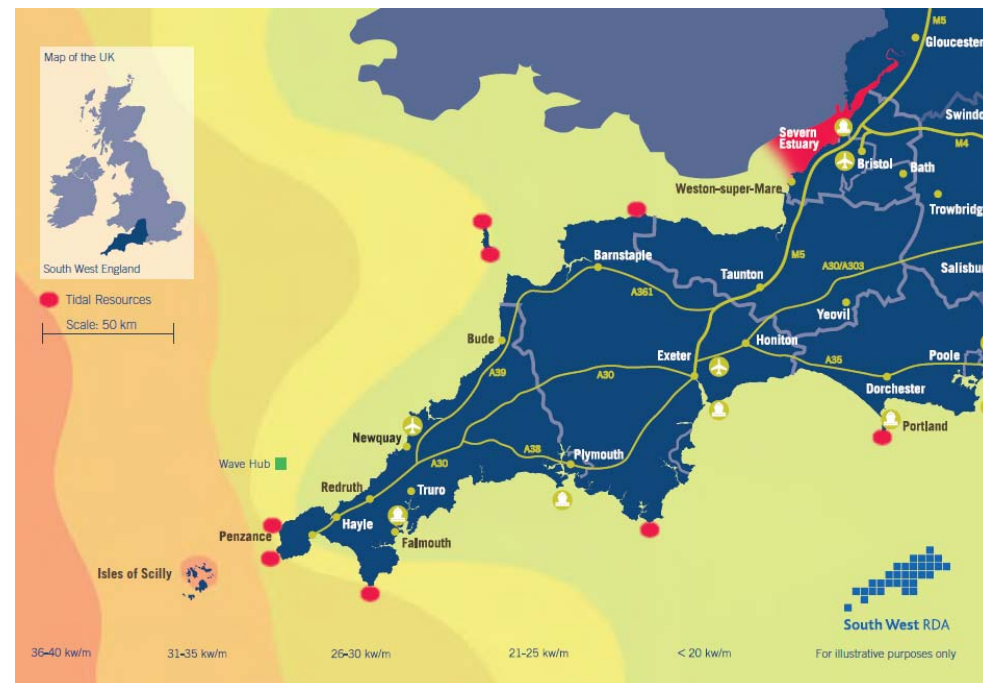 Map of the UK
South West England
Tidal Resources
Scale: 50 km
M5
Gloucester
Severn
Estuary
Swindo
M4
Bristol
Bath
Weston-super-Mare
Trowbridg
Barnstaple
M5
A30/A303
Taunton
Salisbu
A361
Yeovil
Bude
Honiton
Exeter
A39
A30
A35
Poole
Dorchester
Portland
Newquay
A38
Plymouth
Wave Hub
A30
Redruth
Truro
Hayle
Penzance
Falmouth
Isles of Scilly
South West RDA
36-40 kw/m
31-35 kw/m
26-30 kw/m
21-25 kw/m
< 20 kw/m
For illustrative purposes only